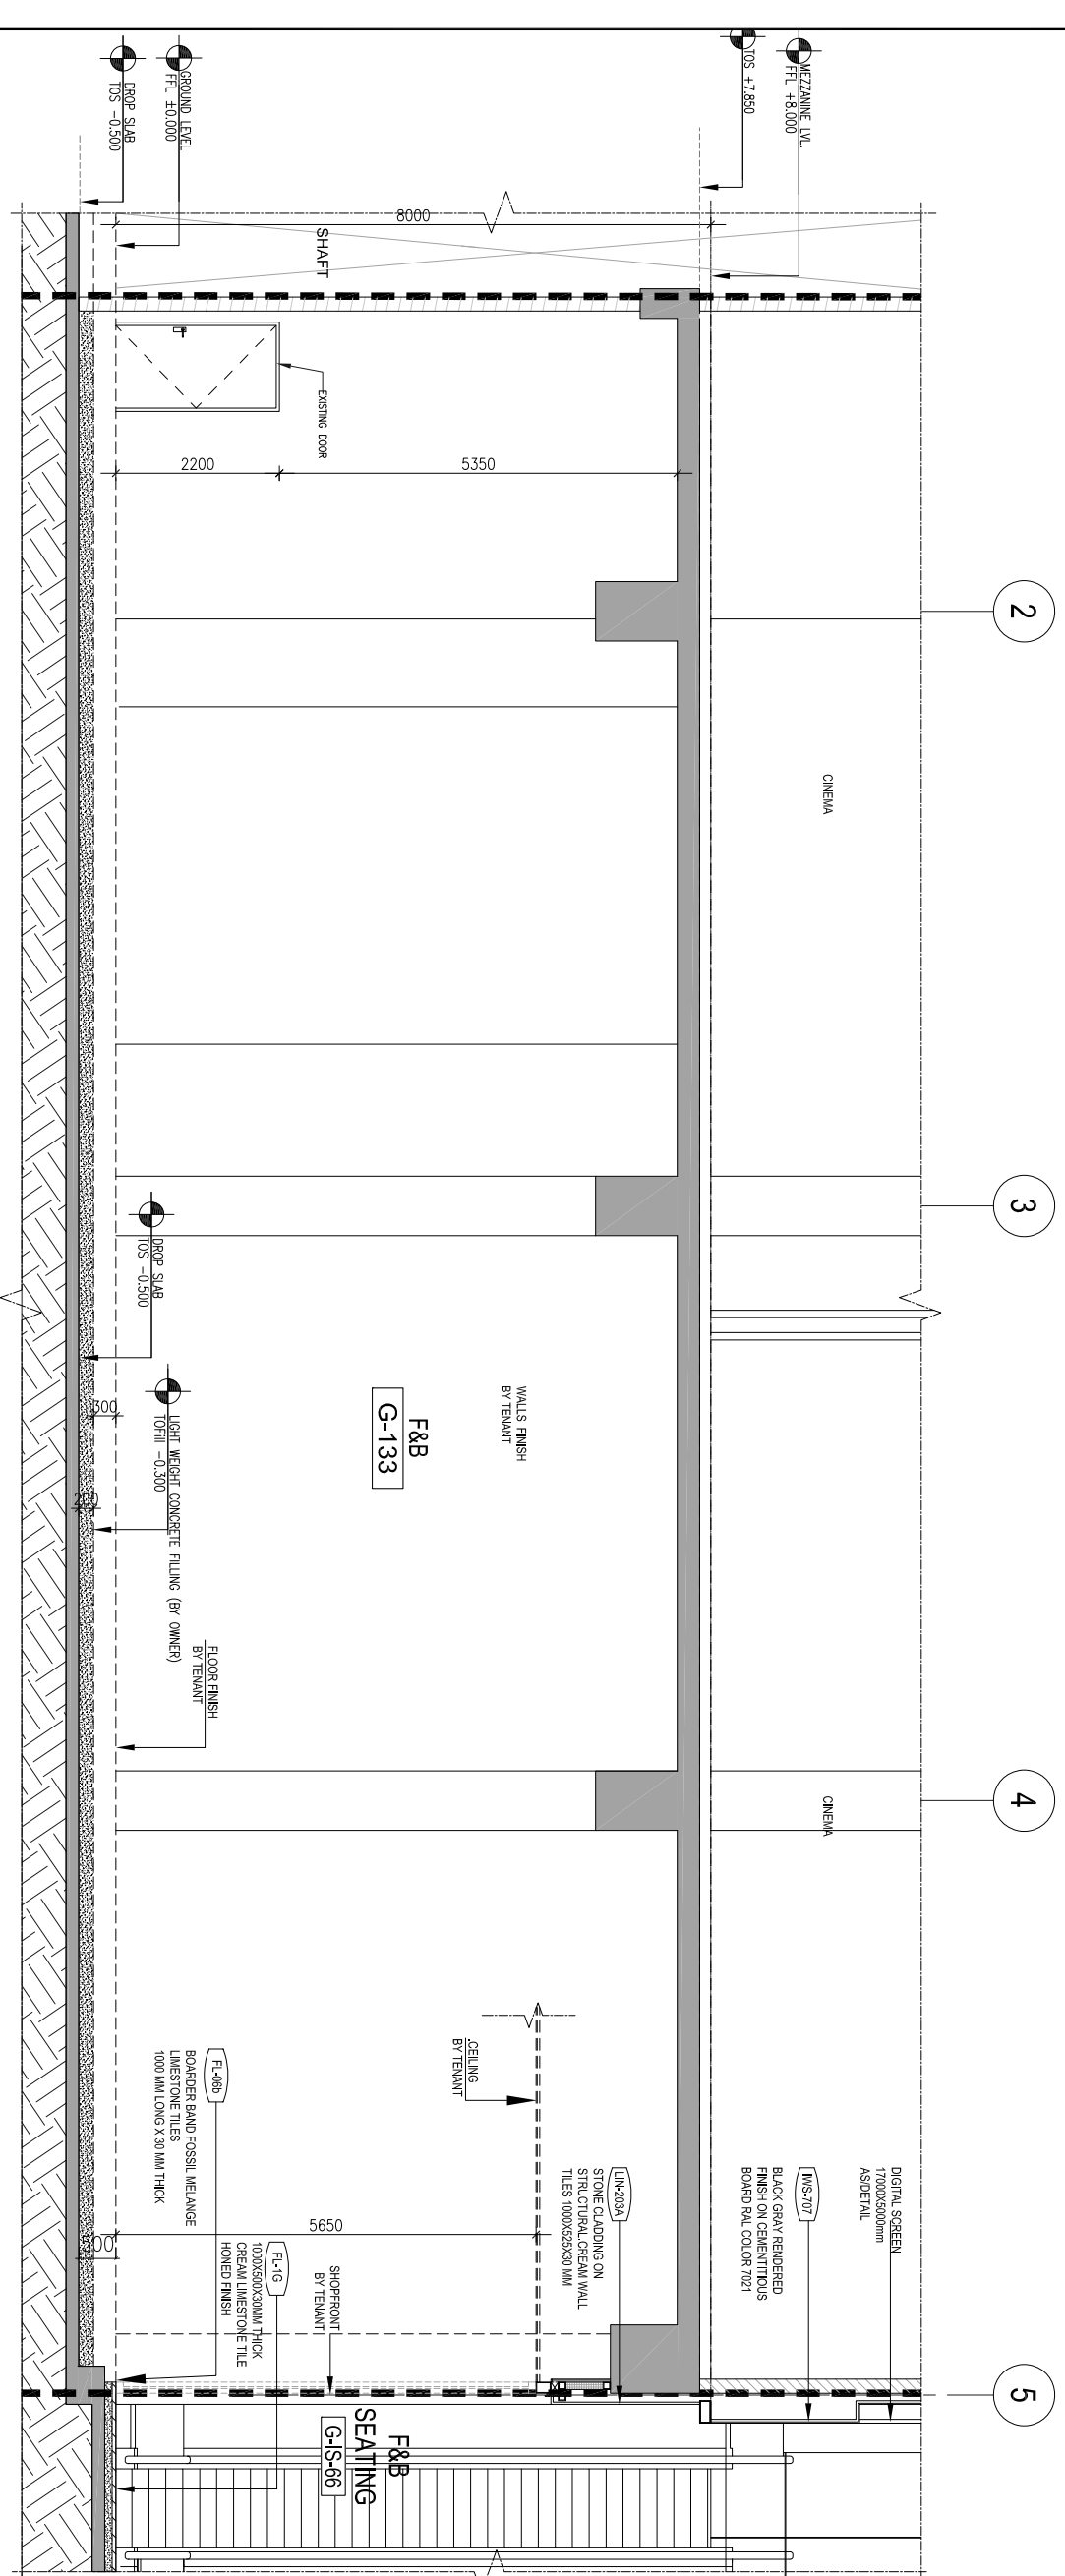 2
3
4
5
MEZZANINE LVL.
FFL +8.000
TOS +7.850
GROUND LEVEL
FFL ±0.000
DROP SLAB
TOS -0.500
8000
SHAFT
EXISTING DOOR
2200
5350
CINEMA
DROP SLAB
TOS -0.500
300
200
LIGHT WEIGHT CONCRETE FILLING (BY OWNER)
TOFill -0.300
WALLS FINISH
BY TENANT
F&B
G-133
FLOOR FINISH
BY TENANT
CINEMA
.CEILING
BY TENANT
DIGITAL SCREEN
17000X5000mm
AS/DETAIL
IWS-707
BLACK GRAY RENDERED
FINISH ON CEMENTITIOUS
BOARD RAL COLOR 7021
LIN-203A
STONE CLADDING ON
STRUCTURAL.CREAM WALL
TILES 1000X525X30 MM
5650
FL-06b
BOARDER BAND FOSSIL MELANGE
LIMESTONE TILES
1000 MM LONG X 30 MM THICK
500
FL-1G
1000X500X30MM THICK
CREAM LIMESTONE TILE
HONED FINISH
SHOPFRONT
BY TENANT
F&B
SEATING
G-IS-66